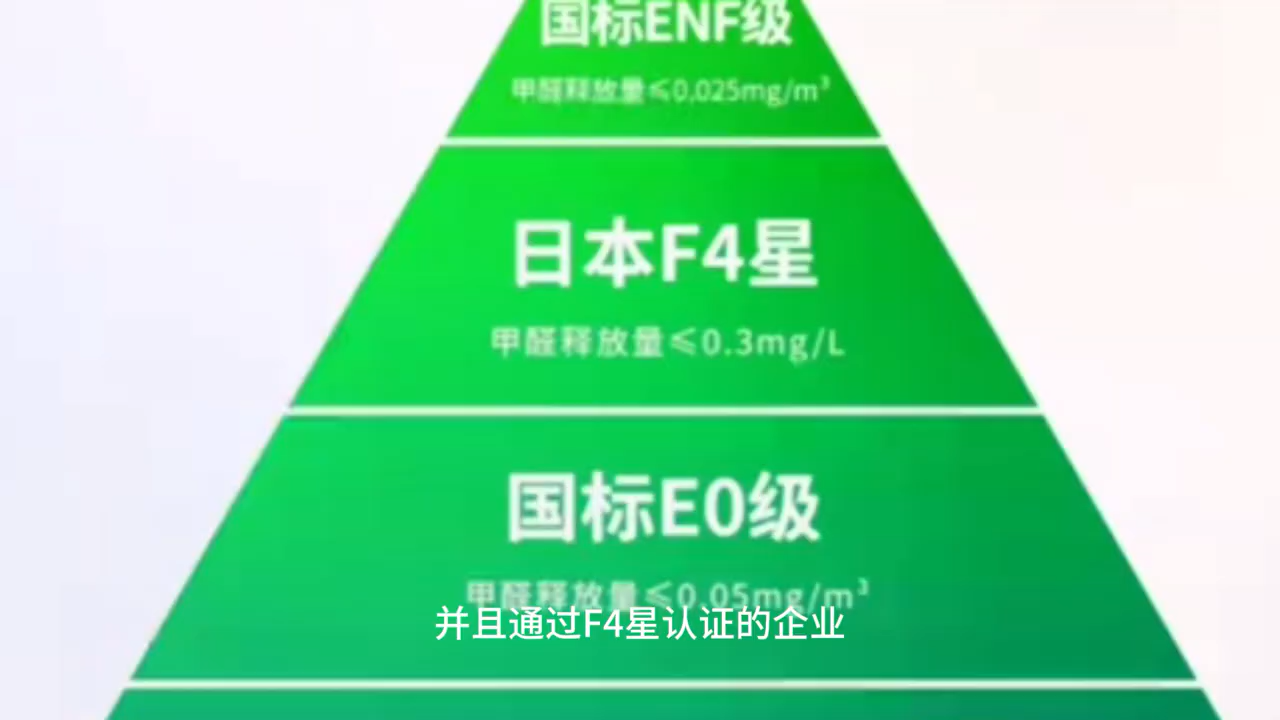 国标ENF级
甲醛释放量≤0.025mg/m³
日本F4星
甲醛释放量≤0.3mg/L
国标E0级
甲醛释放量≤0.05mg/m³
并且通过F4星认证的企业